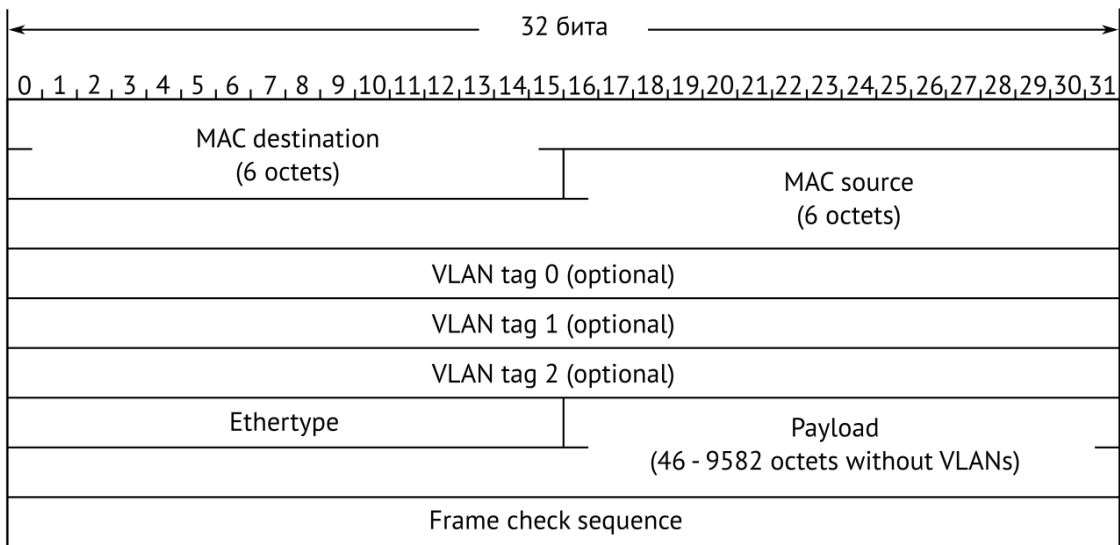 32 бита
0 1 2 3 4 5 6 7 8 9 10 11 12 13 14 15 16 17 18 19 20 21 22 23 24 25 26 27 28 29 30 31
MAC destination
(6 octets)
MAC source
(6 octets)
VLAN tag 0 (optional)
VLAN tag 1 (optional)
VLAN tag 2 (optional)
Ethertype
Payload
(46 - 9582 octets without VLANs)
Frame check sequence